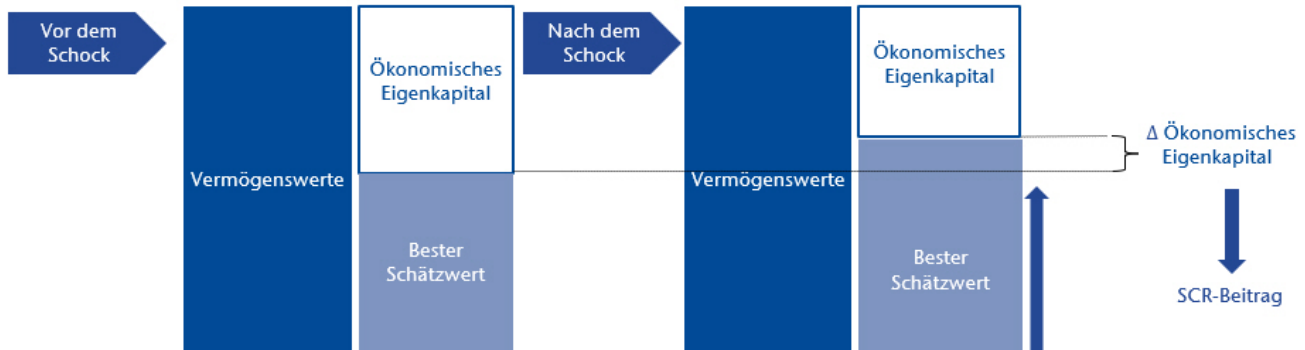 Vor dem
Schock
Vermögenswerte
Ökonomisches
Eigenkapital
Bester
Schätzwert
Nach dem
Schock
Vermögenswerte
Ökonomisches
Eigenkapital
Bester
Schätzwert
Δ Ökonomisches
Eigenkapital
SCR-Beitrag